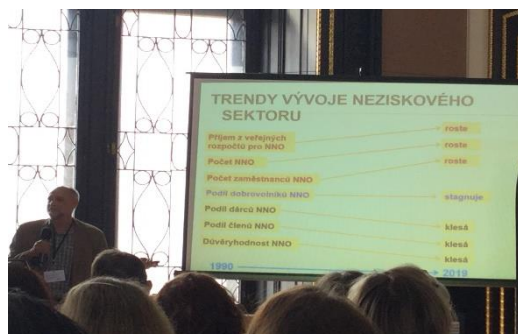 TRENDY VÝVOJE NEZISKOVÉHO
SEKTORU
roste
Příjem z veřejných
rozpočtů pro NNO
roste
Počet NNO
roste
Počet zaměstnanců NNO
Podíl dobrovolníků NNO
stagnuje
Podíl dárců NNO
Podíl členů NNO
klesá
Důvěryhodnost NNO
klesá
klesá
1990
2019